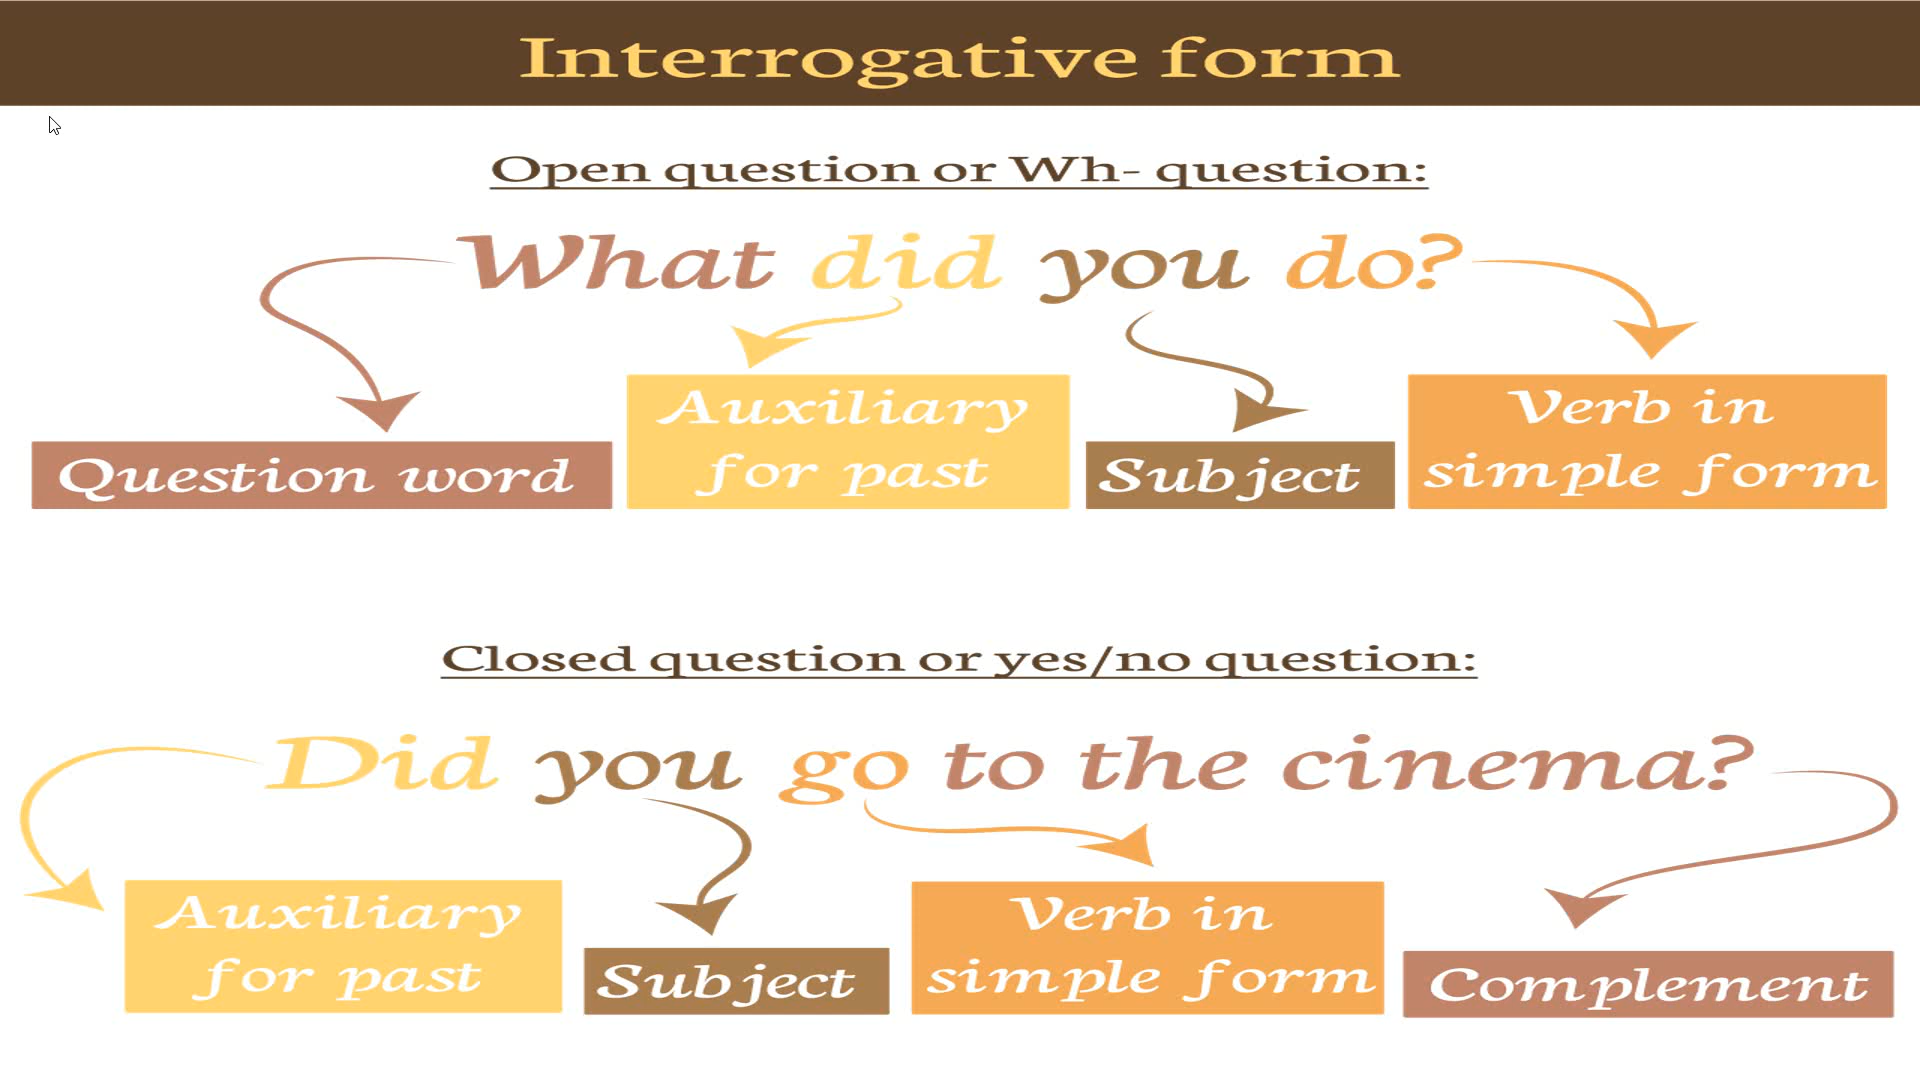 Interrogative form
Open question or Wh- question:
What did you do?
Question word
Auxiliary
for past
Subject
Verb in
simple form
Closed question or yes/no question:
Did you go to the cinema?
Auxiliary
for past
Subject
Verb in
simple form
Complement